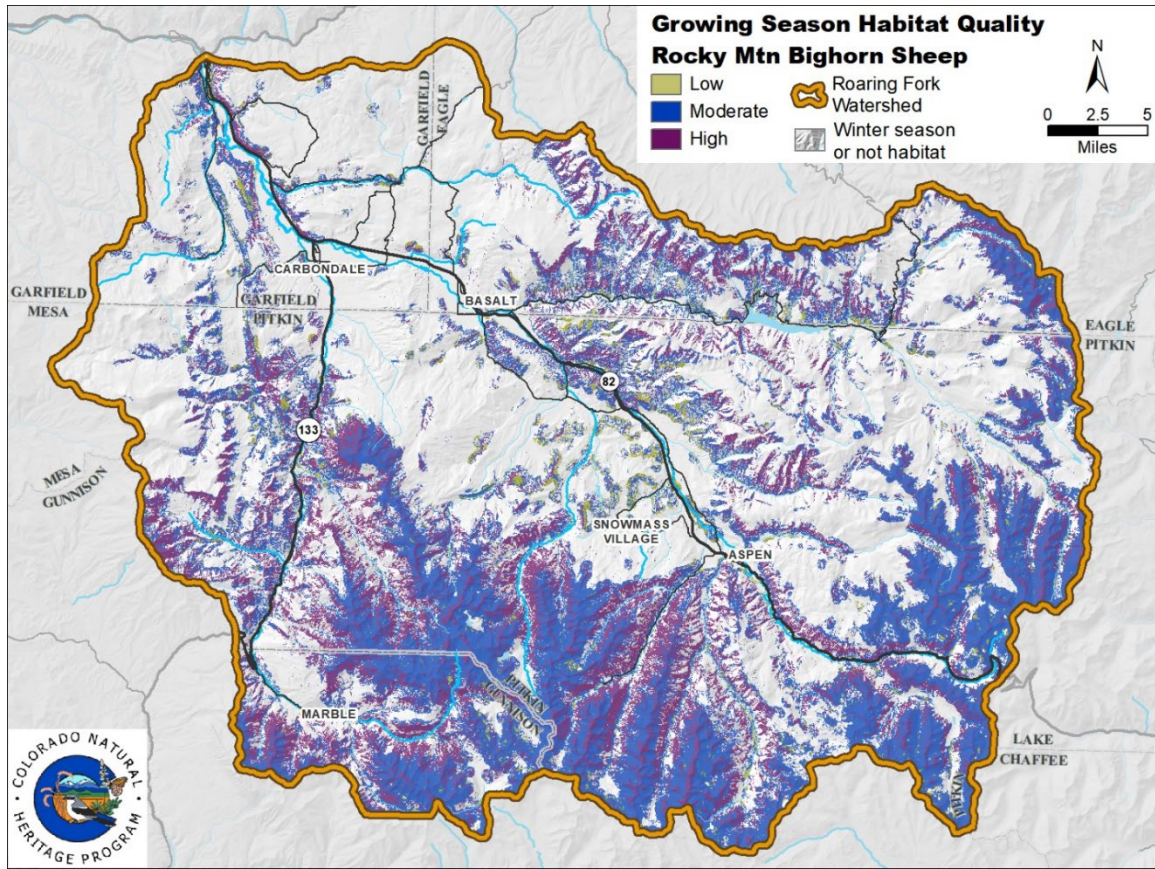 Growing Season Habitat Quality
Rocky Mtn Bighorn Sheep
Low
Moderate
High
Roaring Fork
Watershed
Winter season
or not habitat
N
0 2.5 5
Miles
GARFIELD
EAGLE
CARBONDALE
GARFIELD
MESA
GARFIELD
PITKIN
BASALT
EAGLE
PITKIN
82
133
MESA
GUNNISON
SNOWMASS
VILLAGE
ASPEN
PITKIN
GUNNISON
MARBLE
LAKE
CHAFFEE
PITKIN
COLORADO NATURAL
HERITAGE PROGRAM